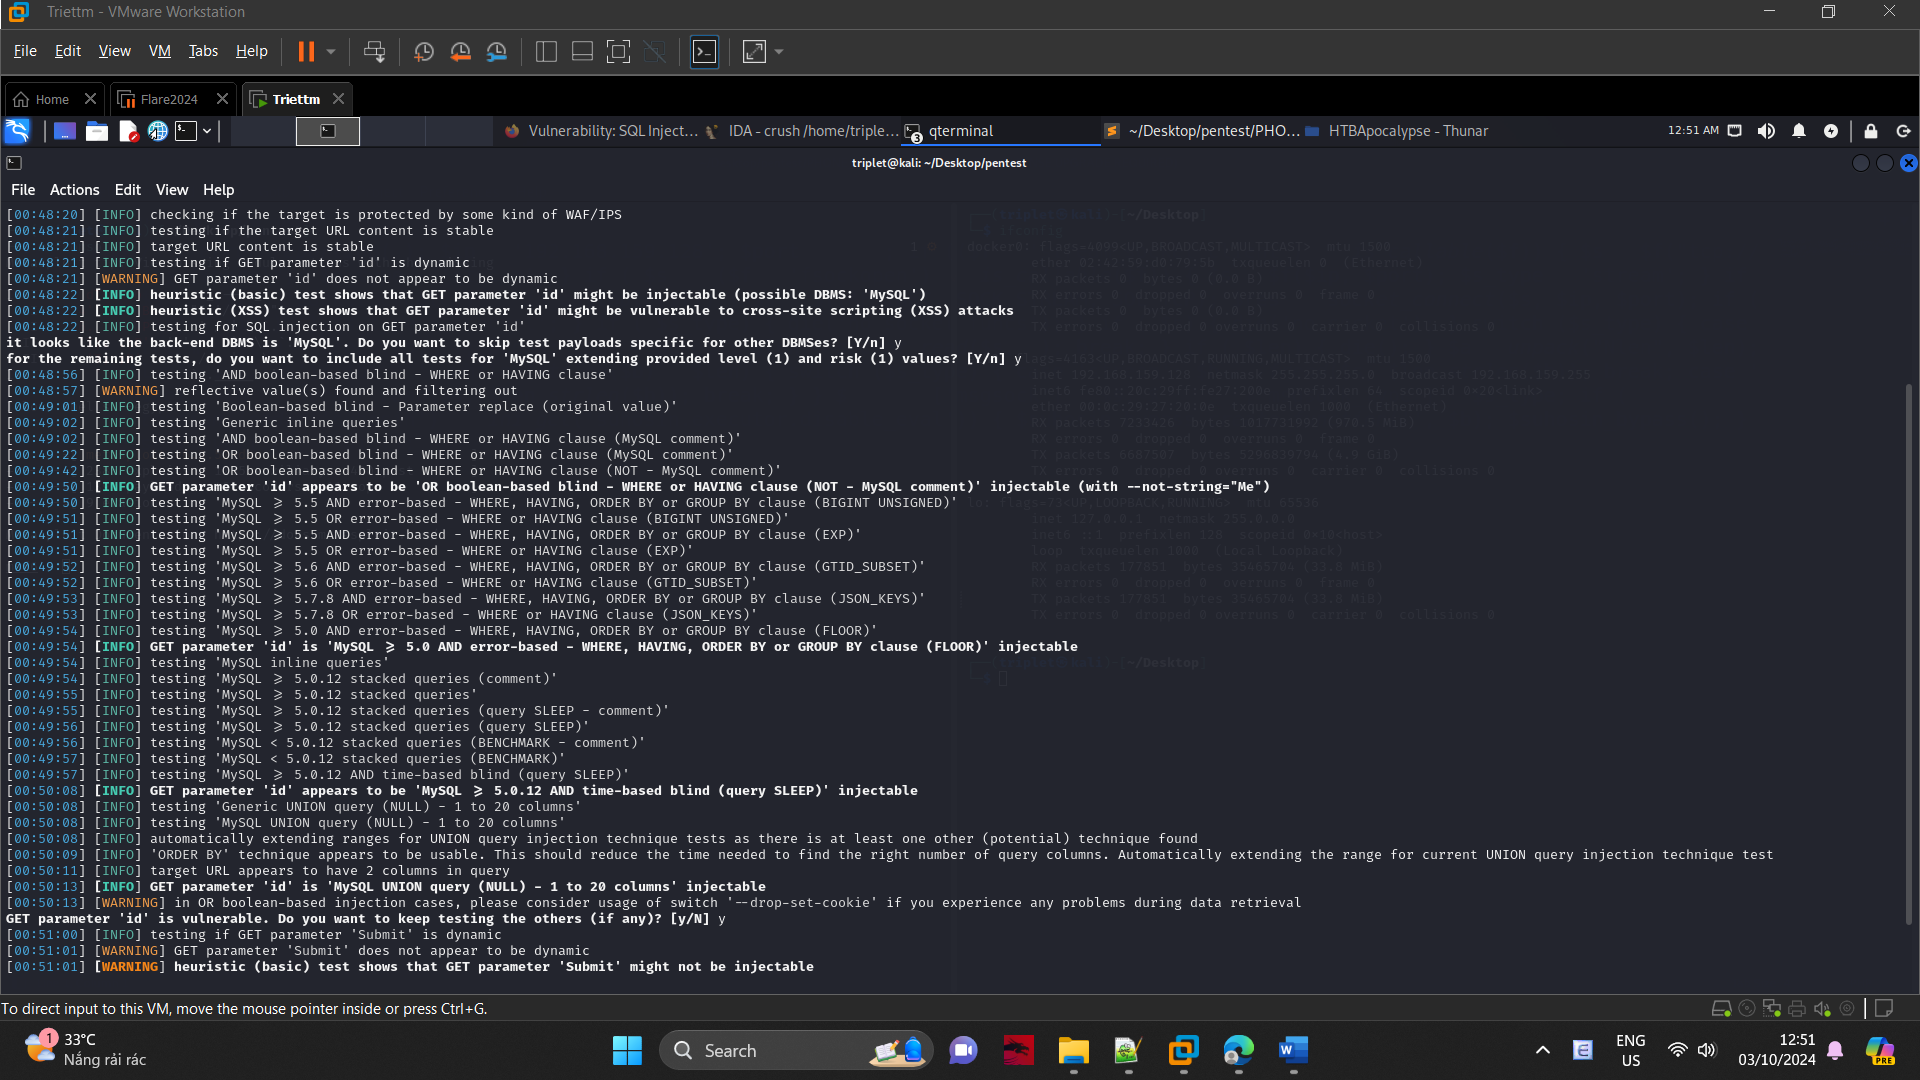 Triettm - VMware Workstation
File Edit View VM Tabs Help
Home Flare2024 Triettm
Vulnerability: SQL Inject... IDA - crush /home/triple... qterminal ~/Desktop/pentest/PHO... HTBApocalypse - Thunar 12:51 AM
3
triplet@kali: ~/Desktop/pentest
File Actions Edit View Help
[00:48:20] [INFO] checking if the target is protected by some kind of WAF/IPS
[00:48:21] [INFO] testing if the target URL content is stable
[00:48:21] [INFO] target URL content is stable
[00:48:21] [INFO] testing if GET parameter 'id' is dynamic
[00:48:21] [WARNING] GET parameter 'id' does not appear to be dynamic
[00:48:22] [INFO] heuristic (basic) test shows that GET parameter 'id' might be injectable (possible DBMS: 'MySQL')
[00:48:22] [INFO] heuristic (XSS) test shows that GET parameter 'id' might be vulnerable to cross-site scripting (XSS) attacks
[00:48:22] [INFO] testing for SQL injection on GET parameter 'id'
it looks like the back-end DBMS is 'MySQL'. Do you want to skip test payloads specific for other DBMSes? [Y/n] y
for the remaining tests, do you want to include all tests for 'MySQL' extending provided level (1) and risk (1) values? [Y/n] y
[00:48:56] [INFO] testing 'AND boolean-based blind - WHERE or HAVING clause'
[00:48:57] [WARNING] reflective value(s) found and filtering out
[00:49:01] [INFO] testing 'Boolean-based blind - Parameter replace (original value)'
[00:49:02] [INFO] testing 'Generic inline queries'
[00:49:02] [INFO] testing 'AND boolean-based blind - WHERE or HAVING clause (MySQL comment)'
[00:49:22] [INFO] testing 'OR boolean-based blind - WHERE or HAVING clause (MySQL comment)'
[00:49:42] [INFO] testing 'OR boolean-based blind - WHERE or HAVING clause (NOT - MySQL comment)'
[00:49:50] [INFO] GET parameter 'id' appears to be 'OR boolean-based blind - WHERE or HAVING clause (NOT - MySQL comment)' injectable (with --not-string="Me")
[00:49:50] [INFO] testing 'MySQL ≥ 5.5 AND error-based - WHERE, HAVING, ORDER BY or GROUP BY clause (BIGINT UNSIGNED)'
[00:49:51] [INFO] testing 'MySQL ≥ 5.5 OR error-based - WHERE or HAVING clause (BIGINT UNSIGNED)'
[00:49:51] [INFO] testing 'MySQL ≥ 5.5 AND error-based - WHERE, HAVING, ORDER BY or GROUP BY clause (EXP)'
[00:49:51] [INFO] testing 'MySQL ≥ 5.5 OR error-based - WHERE or HAVING clause (EXP)'
[00:49:52] [INFO] testing 'MySQL ≥ 5.6 AND error-based - WHERE, HAVING, ORDER BY or GROUP BY clause (GTID_SUBSET)'
[00:49:52] [INFO] testing 'MySQL ≥ 5.6 OR error-based - WHERE or HAVING clause (GTID_SUBSET)'
[00:49:53] [INFO] testing 'MySQL ≥ 5.7.8 AND error-based - WHERE, HAVING, ORDER BY or GROUP BY clause (JSON_KEYS)'
[00:49:53] [INFO] testing 'MySQL ≥ 5.7.8 OR error-based - WHERE or HAVING clause (JSON_KEYS)'
[00:49:54] [INFO] testing 'MySQL ≥ 5.0 AND error-based - WHERE, HAVING, ORDER BY or GROUP BY clause (FLOOR)'
[00:49:54] [INFO] GET parameter 'id' is 'MySQL ≥ 5.0 AND error-based - WHERE, HAVING, ORDER BY or GROUP BY clause (FLOOR)' injectable
[00:49:54] [INFO] testing 'MySQL inline queries'
[00:49:54] [INFO] testing 'MySQL ≥ 5.0.12 stacked queries (comment)'
[00:49:55] [INFO] testing 'MySQL ≥ 5.0.12 stacked queries'
[00:49:55] [INFO] testing 'MySQL ≥ 5.0.12 stacked queries (query SLEEP - comment)'
[00:49:56] [INFO] testing 'MySQL ≥ 5.0.12 stacked queries (query SLEEP)'
[00:49:56] [INFO] testing 'MySQL < 5.0.12 stacked queries (BENCHMARK - comment)'
[00:49:57] [INFO] testing 'MySQL < 5.0.12 stacked queries (BENCHMARK)'
[00:49:57] [INFO] testing 'MySQL ≥ 5.0.12 AND time-based blind (query SLEEP)'
[00:50:08] [INFO] GET parameter 'id' appears to be 'MySQL ≥ 5.0.12 AND time-based blind (query SLEEP)' injectable
[00:50:08] [INFO] testing 'Generic UNION query (NULL) - 1 to 20 columns'
[00:50:08] [INFO] testing 'MySQL UNION query (NULL) - 1 to 20 columns'
[00:50:08] [INFO] automatically extending ranges for UNION query injection technique tests as there is at least one other (potential) technique found
[00:50:09] [INFO] 'ORDER BY' technique appears to be usable. This should reduce the time needed to find the right number of query columns. Automatically extending the range for current UNION query injection technique test
[00:50:11] [INFO] target URL appears to have 2 columns in query
[00:50:13] [INFO] GET parameter 'id' is 'MySQL UNION query (NULL) - 1 to 20 columns' injectable
[00:50:13] [WARNING] in OR boolean-based injection cases, please consider usage of switch '--drop-set-cookie' if you experience any problems during data retrieval
GET parameter 'id' is vulnerable. Do you want to keep testing the others (if any)? [y/N] y
[00:51:00] [INFO] testing if GET parameter 'Submit' is dynamic
[00:51:01] [WARNING] GET parameter 'Submit' does not appear to be dynamic
[00:51:01] [WARNING] heuristic (basic) test shows that GET parameter 'Submit' might not be injectable
To direct input to this VM, move the mouse pointer inside or press Ctrl+G.
1 33°C
Nắng rải rác
Search
ENG
US
12:51
03/10/2024
PRE